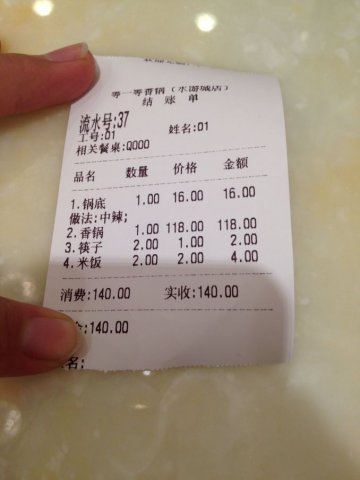 等一等香锅(水游城店)
结 账 单
流水号:37
工号:01 姓名:01
相关餐桌:Q000
品名 数量 价格 金额
1.锅底 1.00 16.00 16.00
做法:中辣;
2.香锅 1.00 118.00 118.00
3.筷子 2.00 1.00 2.00
4.米饭 2.00 2.00 4.00
消费:140.00 实收:140.00
金:140.00
名: